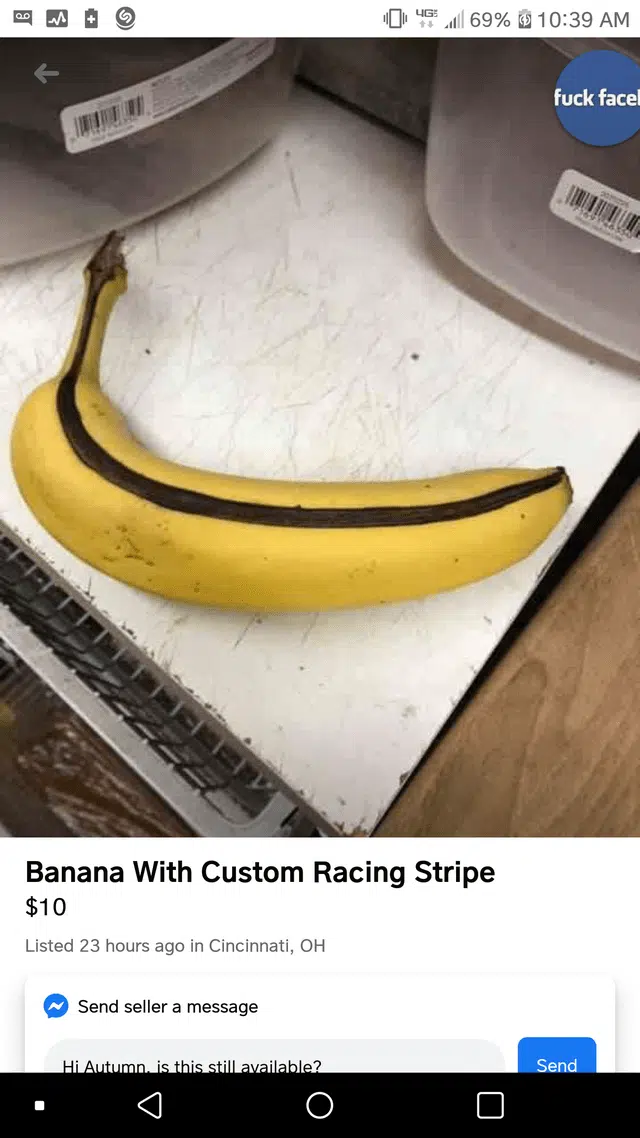 4G
69%
10:39 AM
fuck face
Banana With Custom Racing Stripe
$10
Listed 23 hours ago in Cincinnati, OH
Send seller a message
Hi Autumn, is this still available?
Send